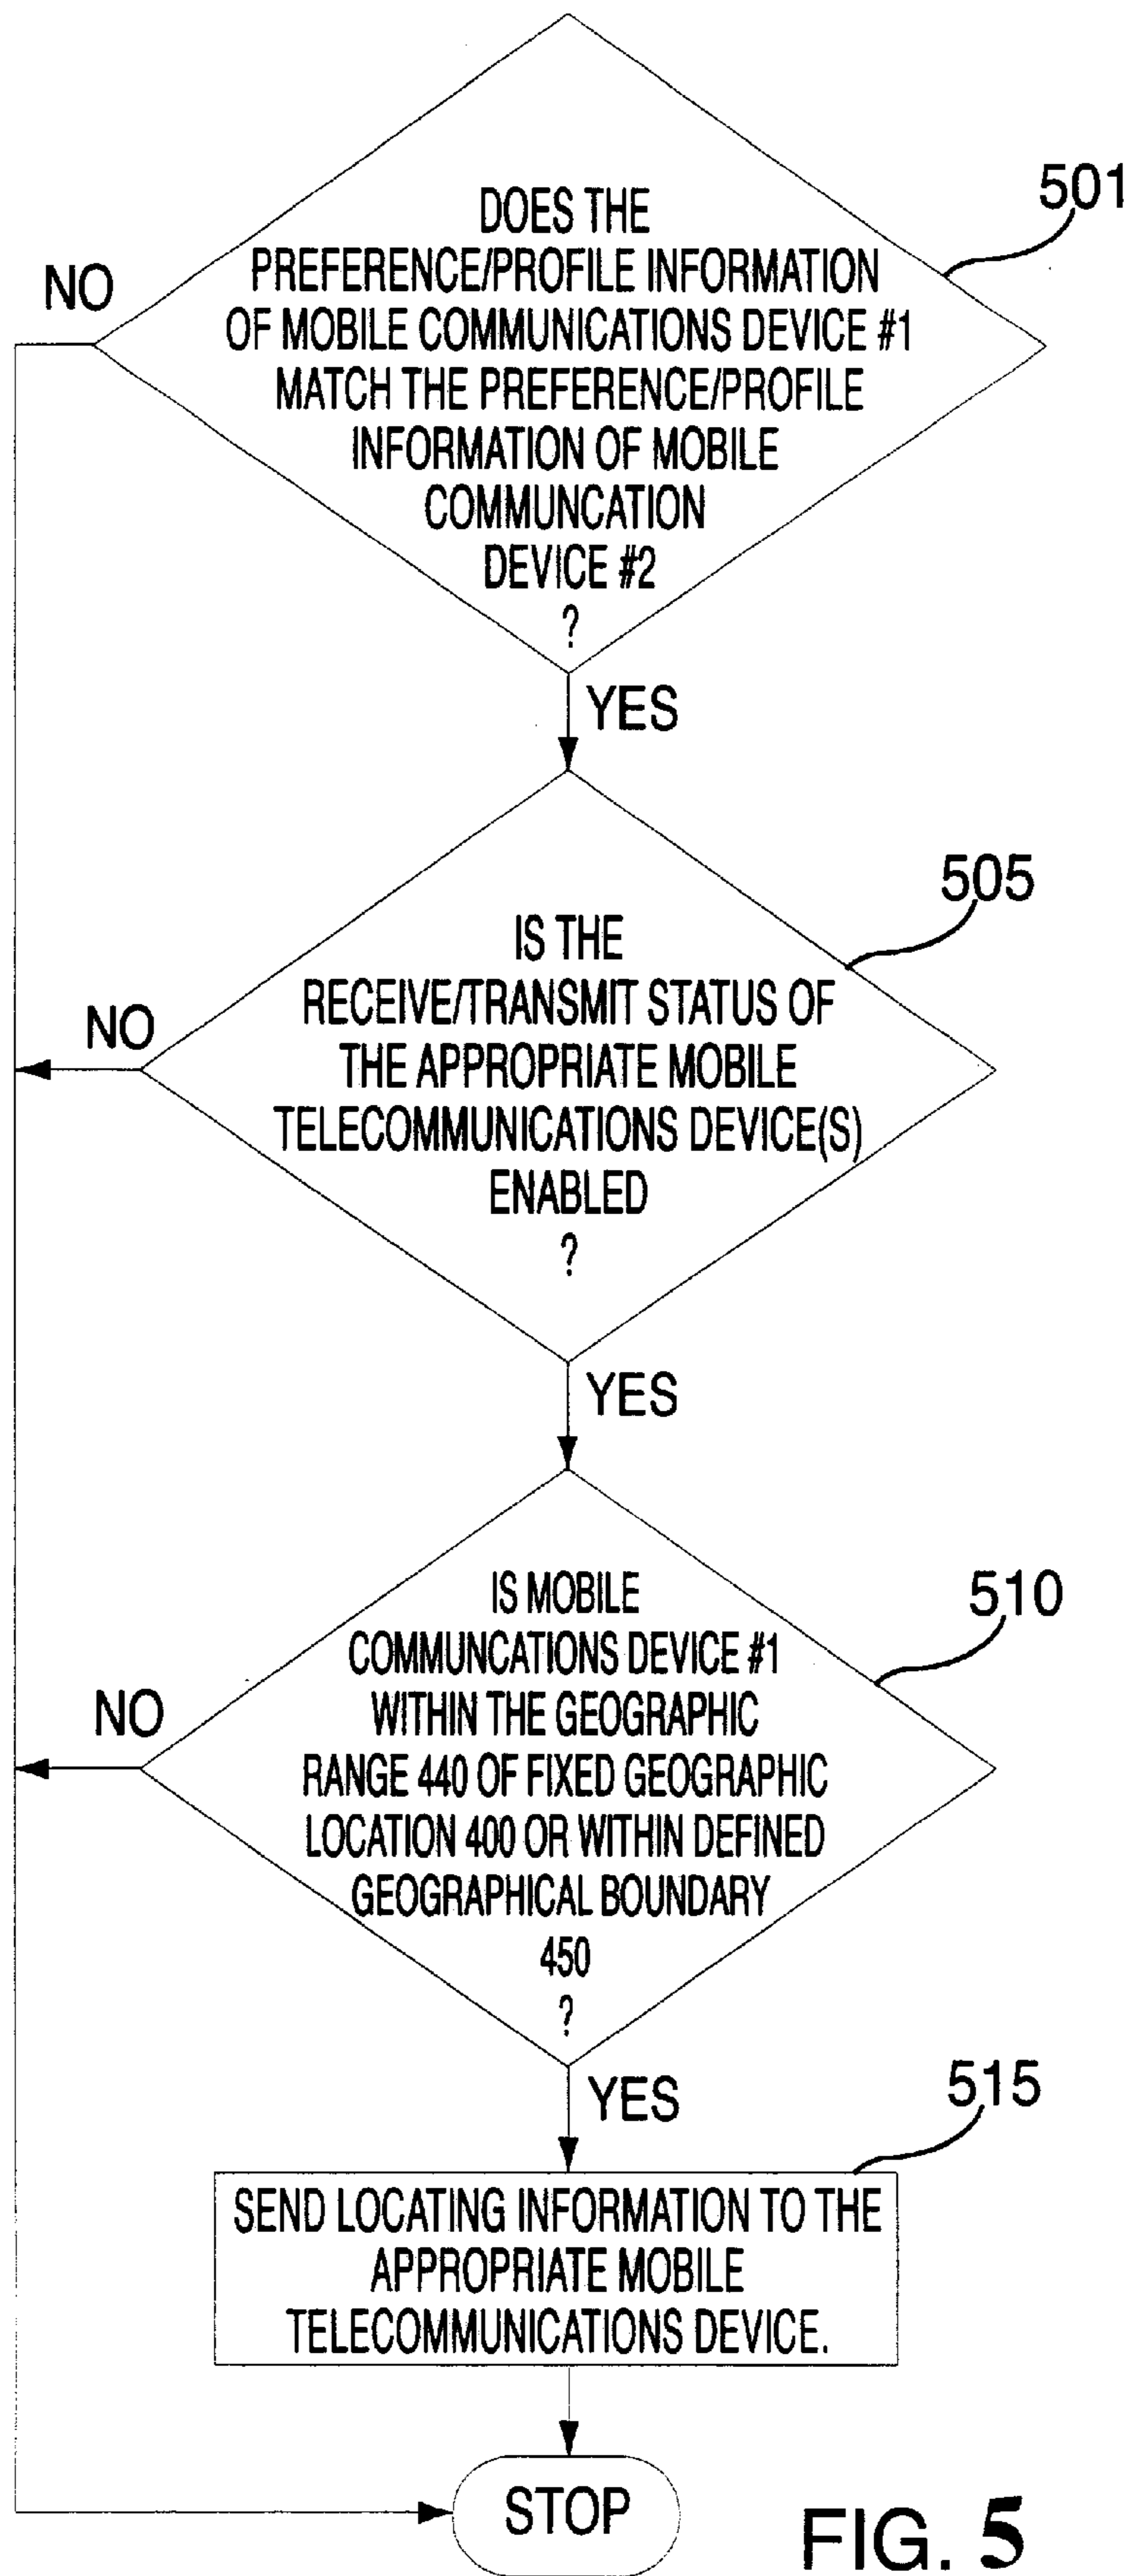 DOES THE
PREFERENCE/PROFILE INFORMATION
OF MOBILE COMMUNICATIONS DEVICE #1
MATCH THE PREFERENCE/PROFILE
INFORMATION OF MOBILE
COMMUNCATION
DEVICE #2
?
501
NO
YES
IS THE
RECEIVE/TRANSMIT STATUS OF
THE APPROPRIATE MOBILE
TELECOMMUNICATIONS DEVICE(S)
ENABLED
?
505
NO
YES
IS MOBILE
COMMUNCATIONS DEVICE #1
WITHIN THE GEOGRAPHIC
RANGE 440 OF FIXED GEOGRAPHIC
LOCATION 400 OR WITHIN DEFINED
GEOGRAPHICAL BOUNDARY
450
?
510
NO
YES
515
SEND LOCATING INFORMATION TO THE
APPROPRIATE MOBILE
TELECOMMUNICATIONS DEVICE.
STOP
FIG. 5